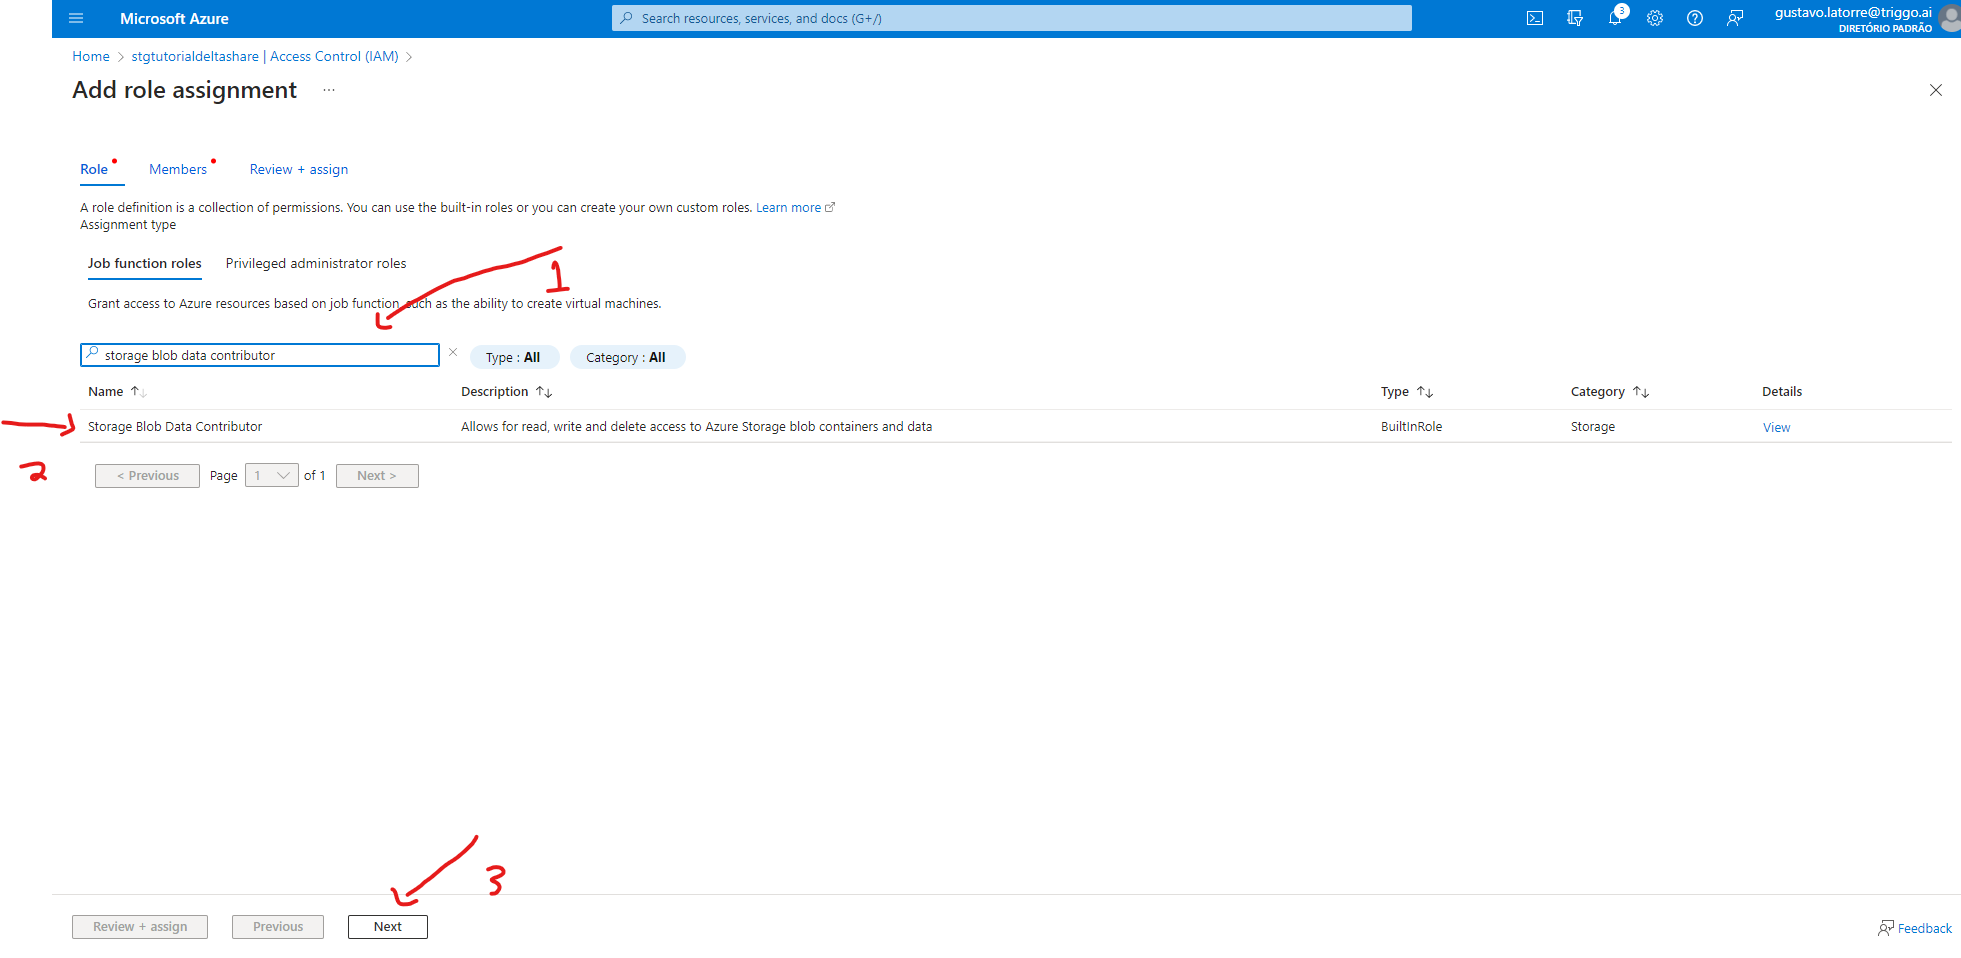 Microsoft Azure
Search resources, services, and docs (G+/)
3
gustavo.latorre@triggo.ai
DIRETÓRIO PADRÃO
Home > stgtutorialdeltashare | Access Control (IAM) >
Add role assignment ...
Role Members Review + assign
A role definition is a collection of permissions. You can use the built-in roles or you can create your own custom roles. Learn more
Assignment type
Job function roles Privileged administrator roles
1
Grant access to Azure resources based on job function, such as the ability to create virtual machines.
storage blob data contributor
Type : All Category : All
Name Description Type Category Details
Storage Blob Data Contributor Allows for read, write and delete access to Azure Storage blob containers and data BuiltInRole Storage View
2
< Previous Page 1 of 1 Next >
3
Review + assign Previous Next
Feedback